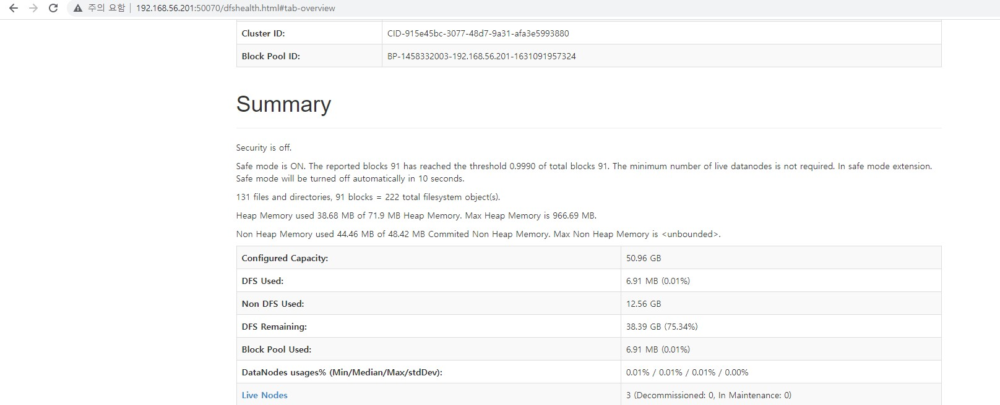 주의 요함 | 192.168.56.201:50070/dfshealth.html#tab-overview
Cluster ID: CID-915e45bc-3077-48d7-9a31-afa3e5993880
Block Pool ID: BP-1458332003-192.168.56.201-1631091957324
Summary
Security is off.
Safe mode is ON. The reported blocks 91 has reached the threshold 0.9990 of total blocks 91. The minimum number of live datanodes is not required. In safe mode extension.
Safe mode will be turned off automatically in 10 seconds.
131 files and directories, 91 blocks = 222 total filesystem object(s).
Heap Memory used 38.68 MB of 71.9 MB Heap Memory. Max Heap Memory is 966.69 MB.
Non Heap Memory used 44.46 MB of 48.42 MB Commited Non Heap Memory. Max Non Heap Memory is <unbounded>.
Configured Capacity: 50.96 GB
DFS Used: 6.91 MB (0.01%)
Non DFS Used: 12.56 GB
DFS Remaining: 38.39 GB (75.34%)
Block Pool Used: 6.91 MB (0.01%)
DataNodes usages% (Min/Median/Max/stdDev): 0.01% / 0.01% / 0.01% / 0.00%
Live Nodes 3 (Decommissioned: 0, In Maintenance: 0)